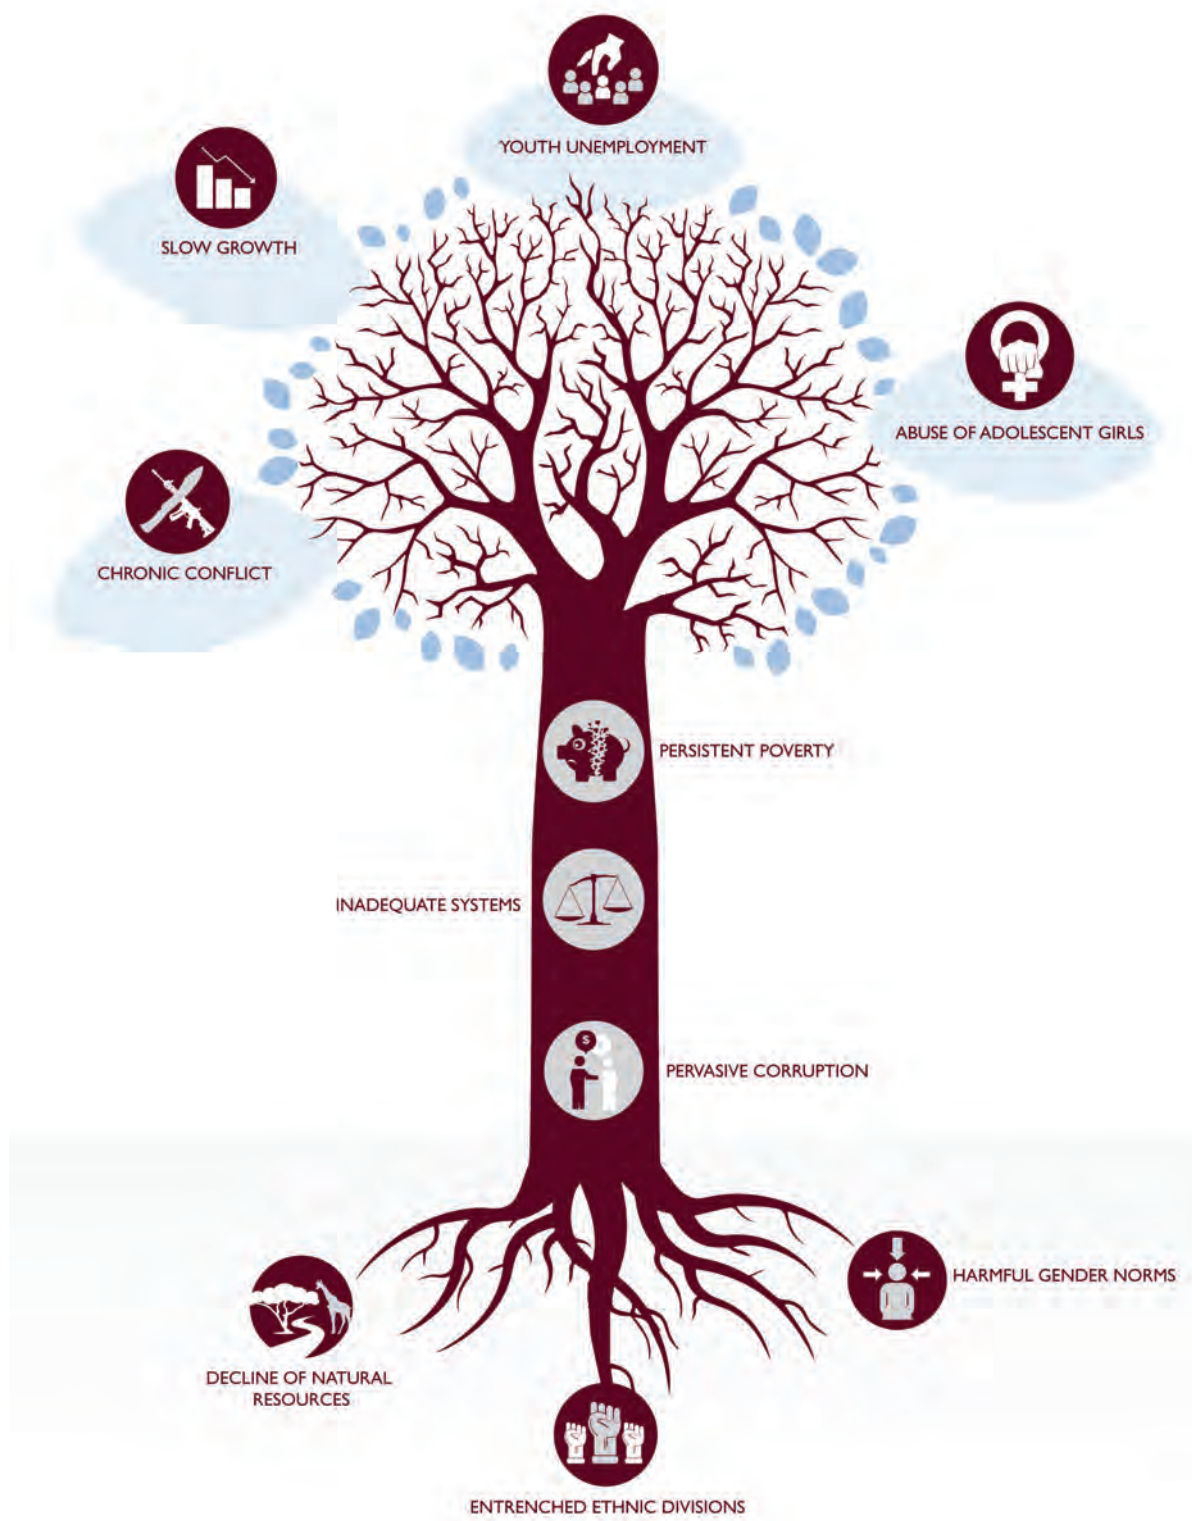 YOUTH UNEMPLOYMENT
SLOW GROWTH
ABUSE OF ADOLESCENT GIRLS
CHRONIC CONFLICT
PERSISTENT POVERTY
INADEQUATE SYSTEMS
$
PERVASIVE CORRUPTION
HARMFUL GENDER NORMS
DECLINE OF NATURAL
RESOURCES
ENTRENCHED ETHNIC DIVISIONS